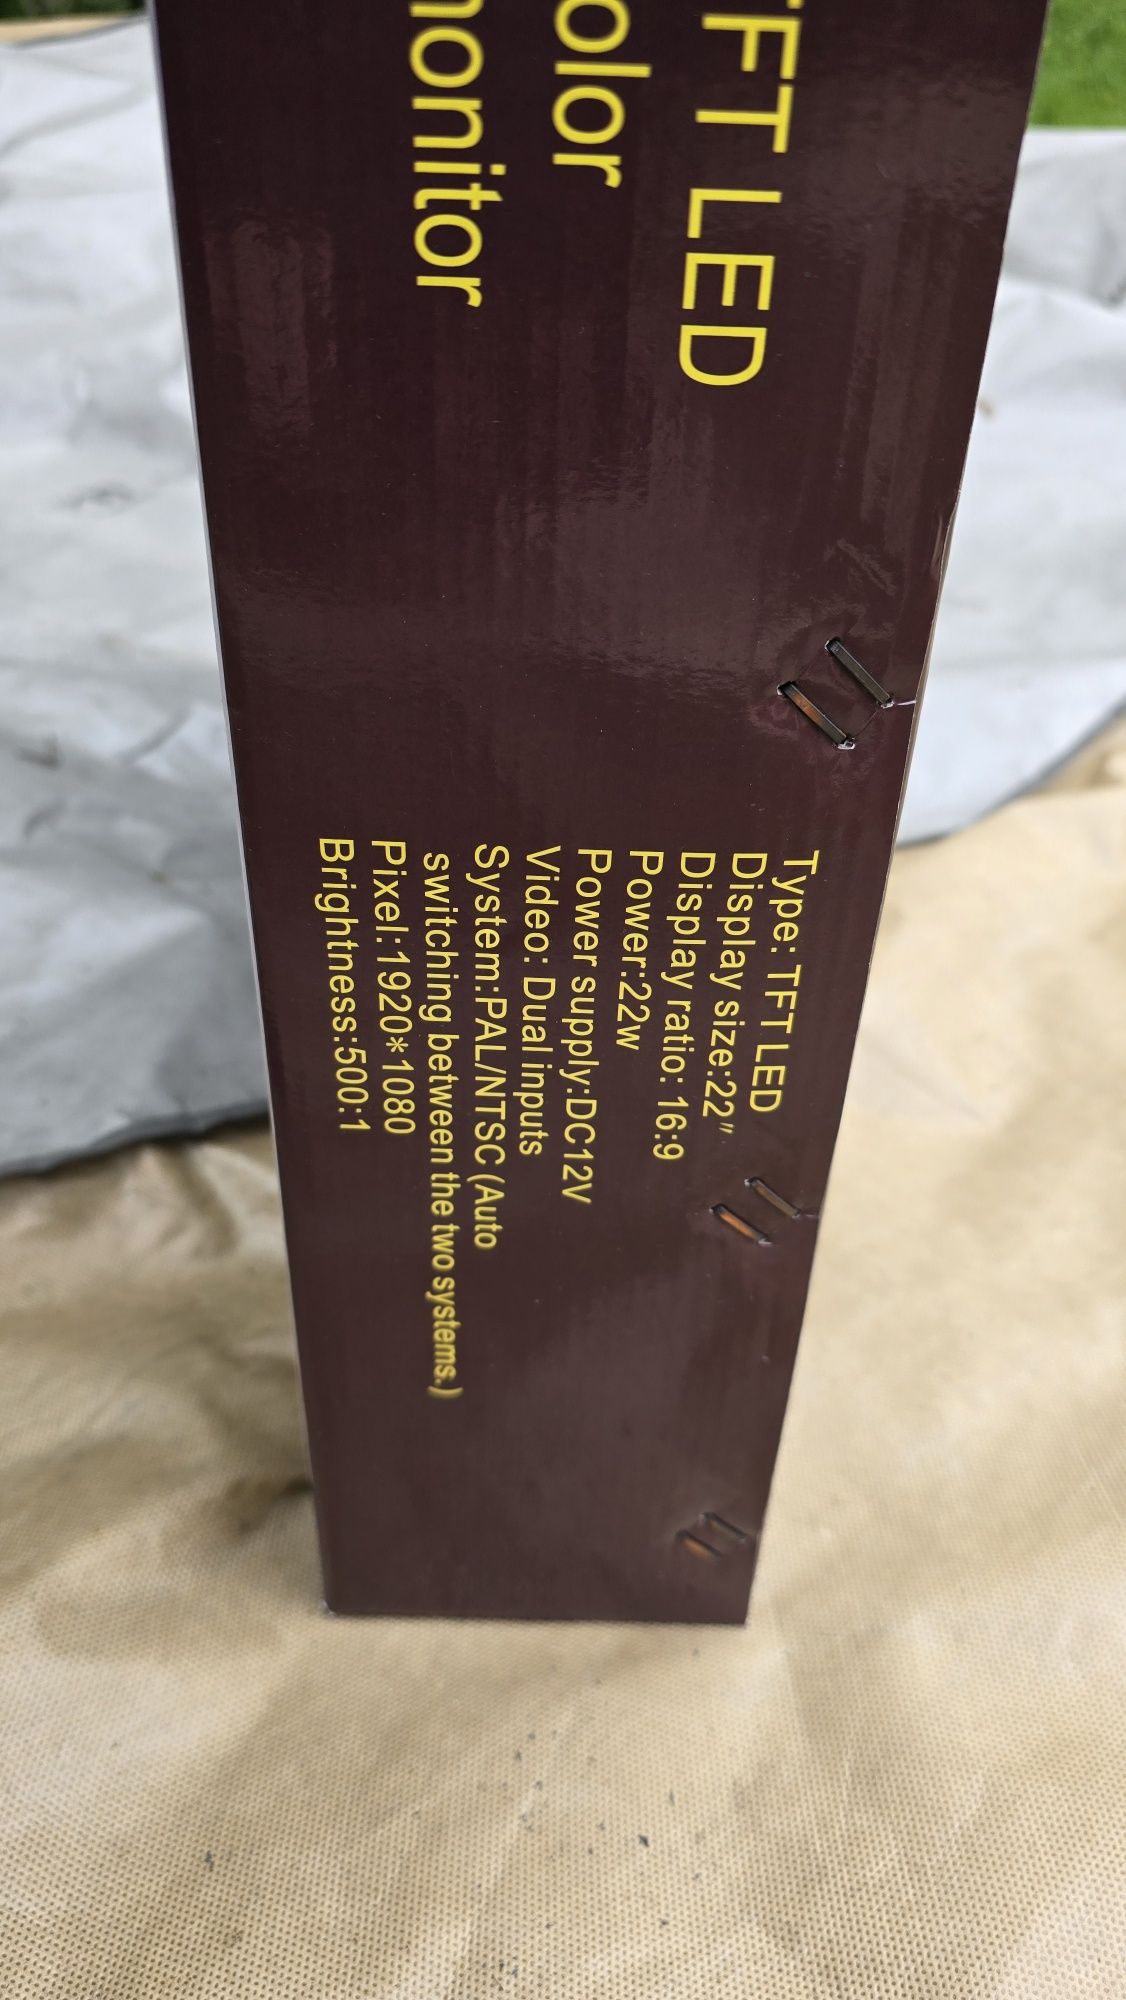 TFT LED
olor
monitor
Type: TFT LED
Display size:22"
Display ratio: 16:9
Power:22w
Power supply:DC12V
Video: Dual inputs
System:PAL/NTSC (Auto
switching between the two systems.)
Pixel:1920*1080
Brightness:500:1